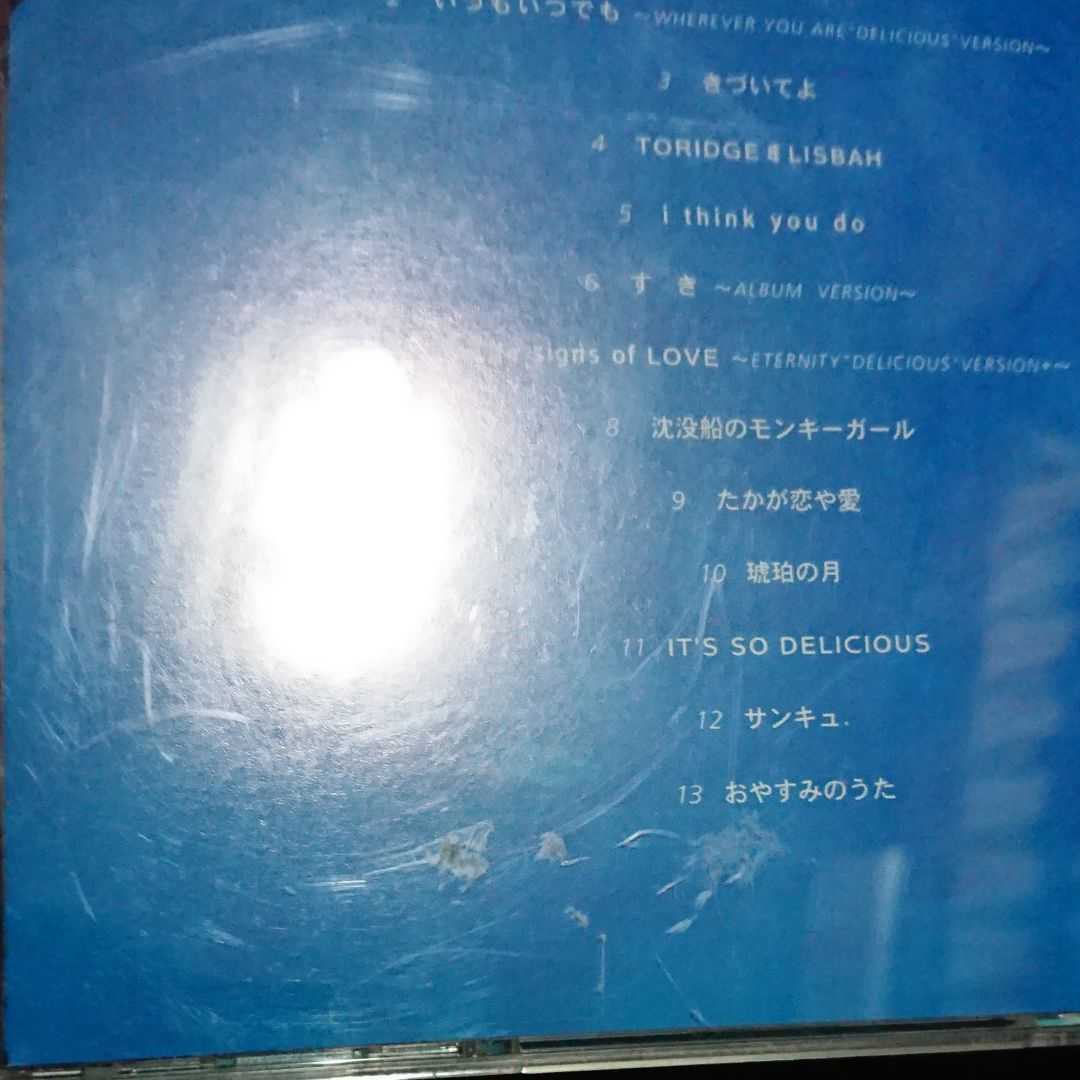 2 いつもいつでも ～WHEREVER YOU ARE"DELICIOUS"VERSION～
3 きづいてよ
4 TORIDGE LISBAH
5 i think you do
6 すき ～ALBUM VERSION～
signs of LOVE ～ETERNITY"DELICIOUS"VERSION+～
8 沈没船のモンキーガール
9 たかが恋や愛
10 琥珀の月
11 IT'S SO DELICIOUS
12 サンキュ.
13 おやすみのうた